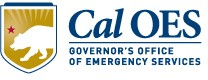 Cal OES
GOVERNOR'S OFFICE
OF EMERGENCY SERVICES